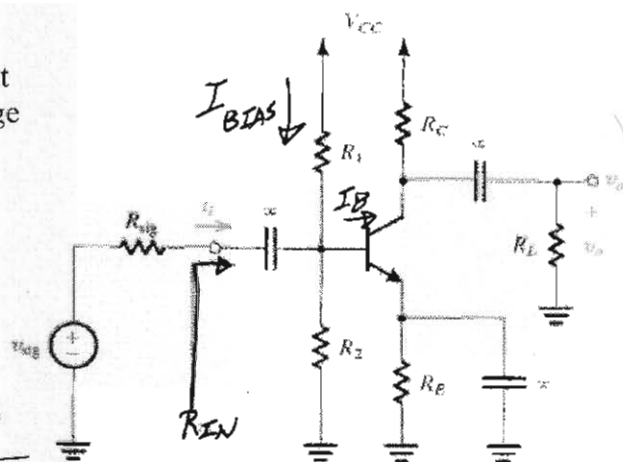 t
ge
V_CC
I_BIAS
R_1
R_C
∞
I_B
R_sig
i_i
∞
v_o
+
v_o
R_L
v_sig
+
−
R_2
R_E
∞
R_IN